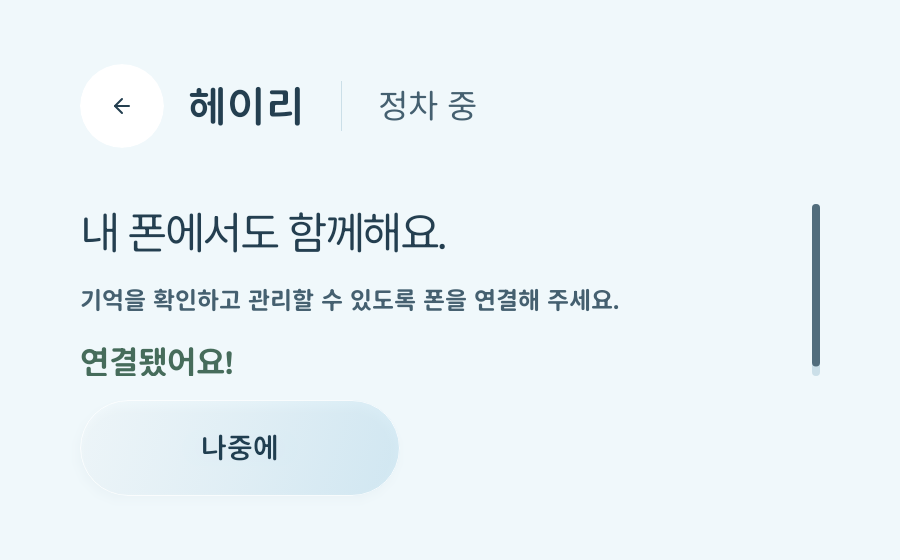 헤이리
정차 중
내 폰에서도 함께해요.
기억을 확인하고 관리할 수 있도록 폰을 연결해 주세요.
연결됐어요!
나중에